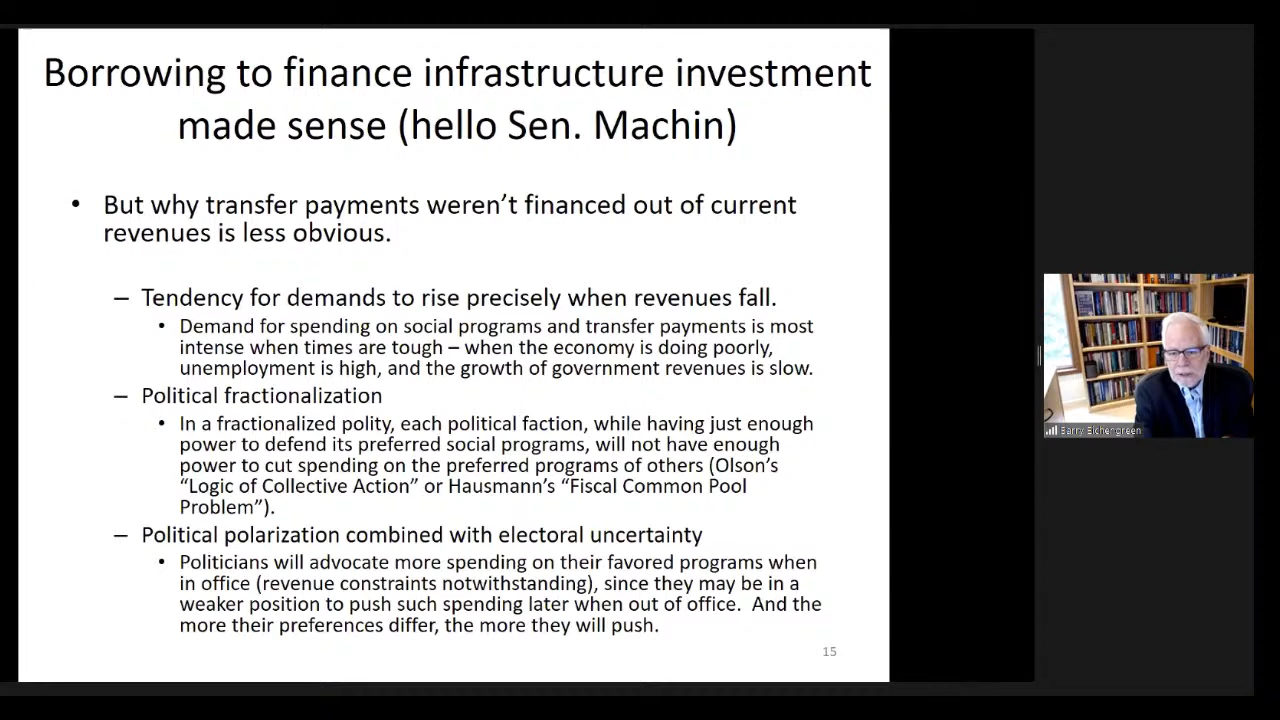 Borrowing to finance infrastructure investment
made sense (hello Sen. Machin)
• But why transfer payments weren’t financed out of current
revenues is less obvious.
– Tendency for demands to rise precisely when revenues fall.
• Demand for spending on social programs and transfer payments is most
intense when times are tough – when the economy is doing poorly,
unemployment is high, and the growth of government revenues is slow.
– Political fractionalization
• In a fractionalized polity, each political faction, while having just enough
power to defend its preferred social programs, will not have enough
power to cut spending on the preferred programs of others (Olson’s
“Logic of Collective Action” or Hausmann’s “Fiscal Common Pool
Problem”).
– Political polarization combined with electoral uncertainty
• Politicians will advocate more spending on their favored programs when
in office (revenue constraints notwithstanding), since they may be in a
weaker position to push such spending later when out of office.  And the
more their preferences differ, the more they will push.
15
Barry Eichengreen